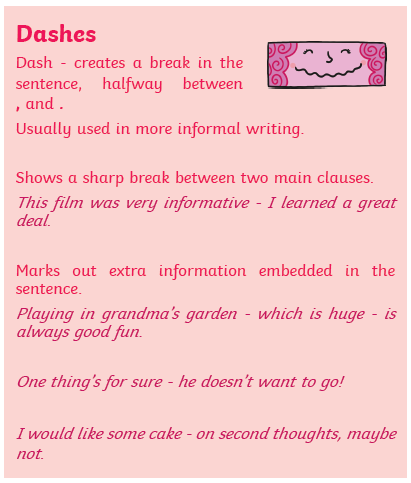 Dashes
Dash - creates a break in the
sentence, halfway between
, and .
Usually used in more informal writing.
Shows a sharp break between two main clauses.
This film was very informative - I learned a great
deal.
Marks out extra information embedded in the
sentence.
Playing in grandma's garden - which is huge - is
always good fun.
One thing's for sure - he doesn't want to go!
I would like some cake - on second thoughts, maybe
not.